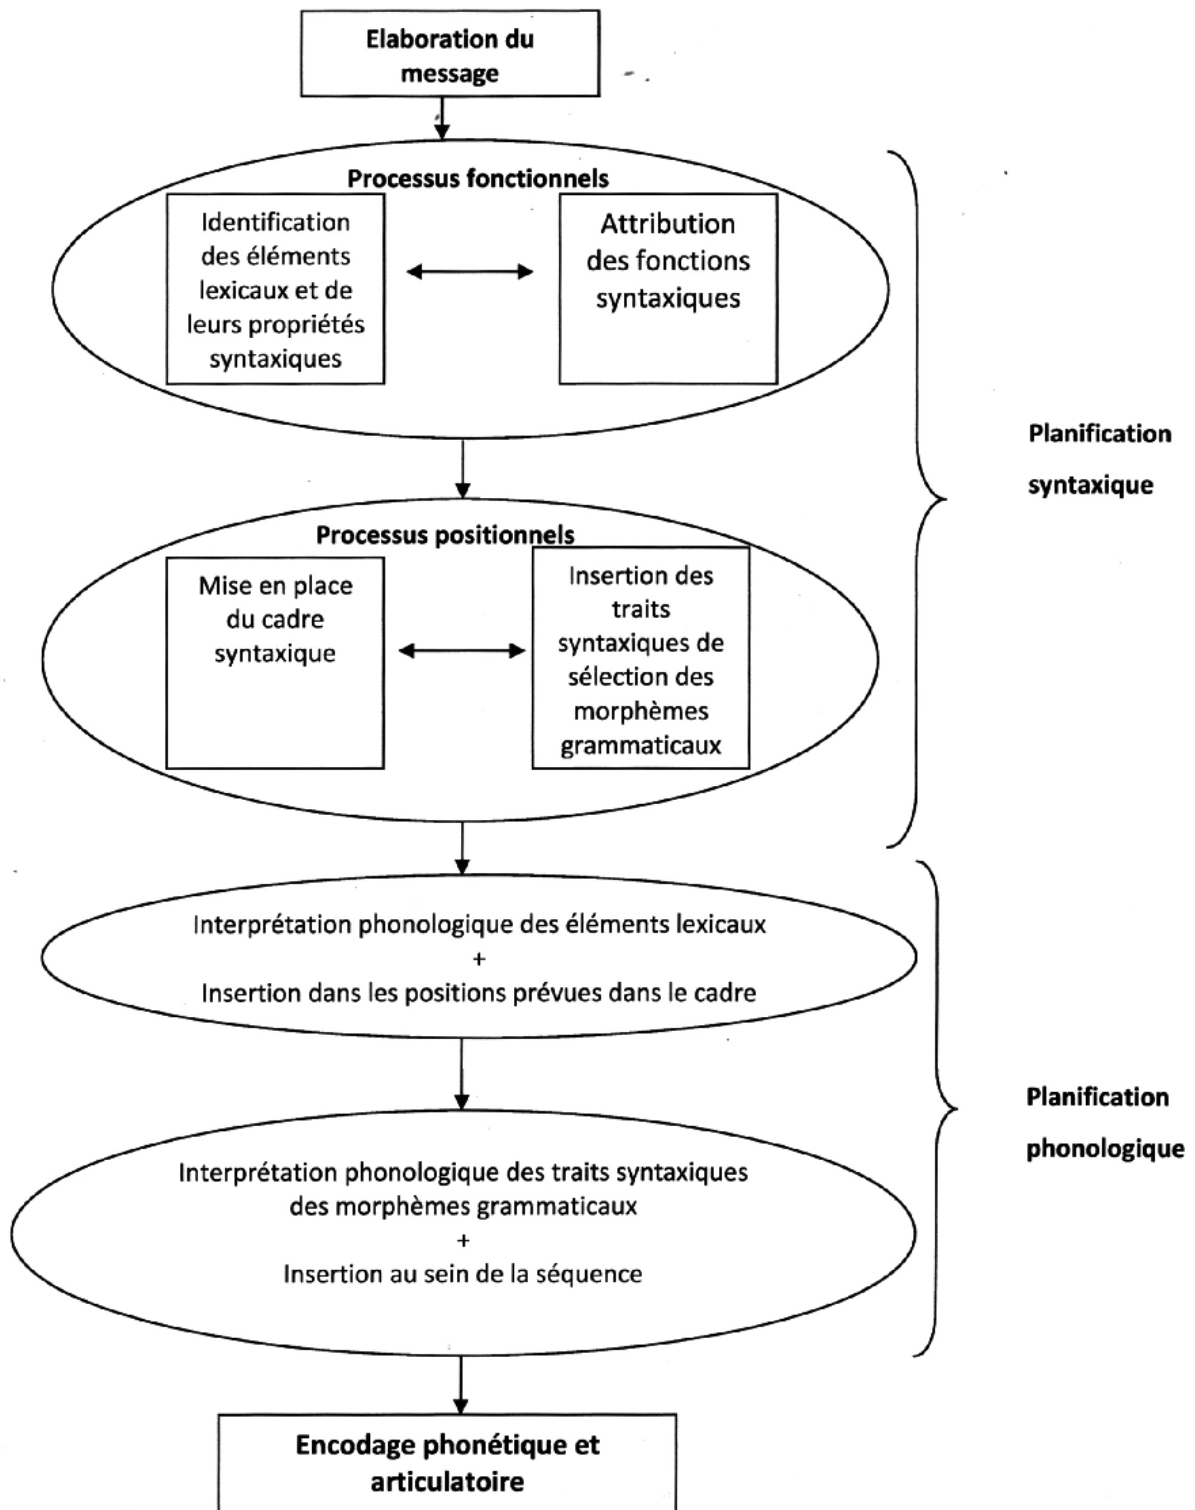 Elaboration du
message
Processus fonctionnels
Identification
des éléments
lexicaux et de
leurs propriétés
syntaxiques
Attribution
des fonctions
syntaxiques
Planification
syntaxique
Processus positionnels
Mise en place
du cadre
syntaxique
Insertion des
traits
syntaxiques de
sélection des
morphèmes
grammaticaux
Interprétation phonologique des éléments lexicaux
+
Insertion dans les positions prévues dans le cadre
Planification
phonologique
Interprétation phonologique des traits syntaxiques
des morphèmes grammaticaux
+
Insertion au sein de la séquence
Encodage phonétique et
articulatoire